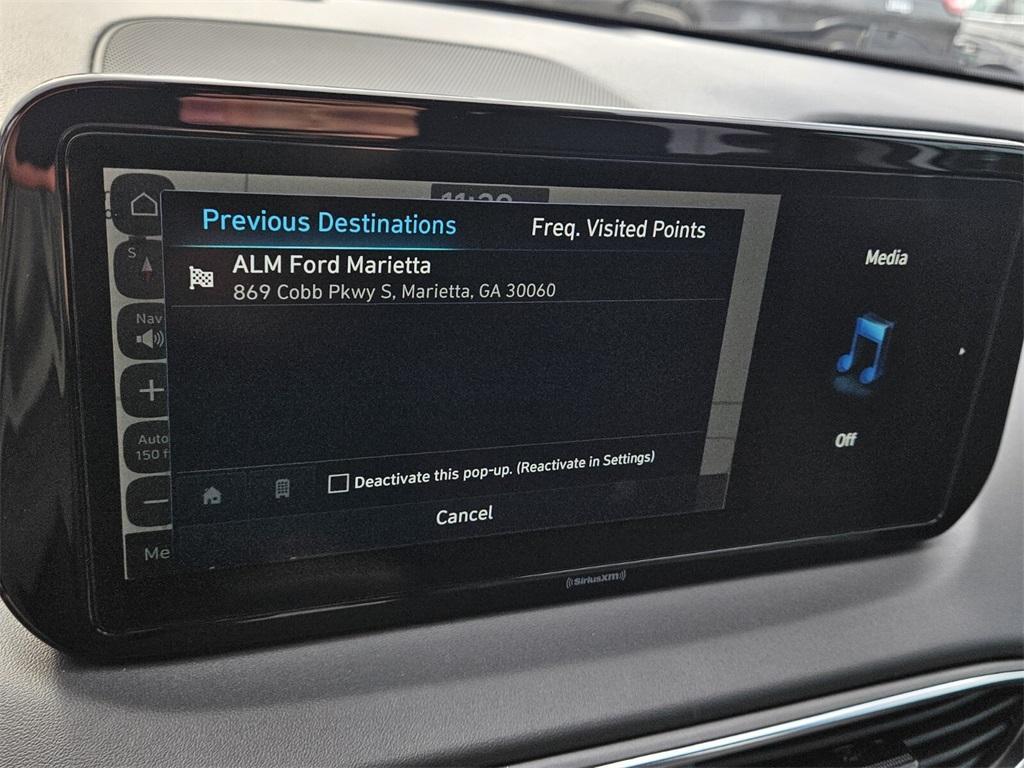 Previous Destinations
Freq. Visited Points
ALM Ford Marietta
869 Cobb Pkwy S, Marietta, GA 30060
S
Nav
+
Auto
150 f
−
Me
Deactivate this pop-up. (Reactivate in Settings)
Cancel
Media
Off
SiriusXM